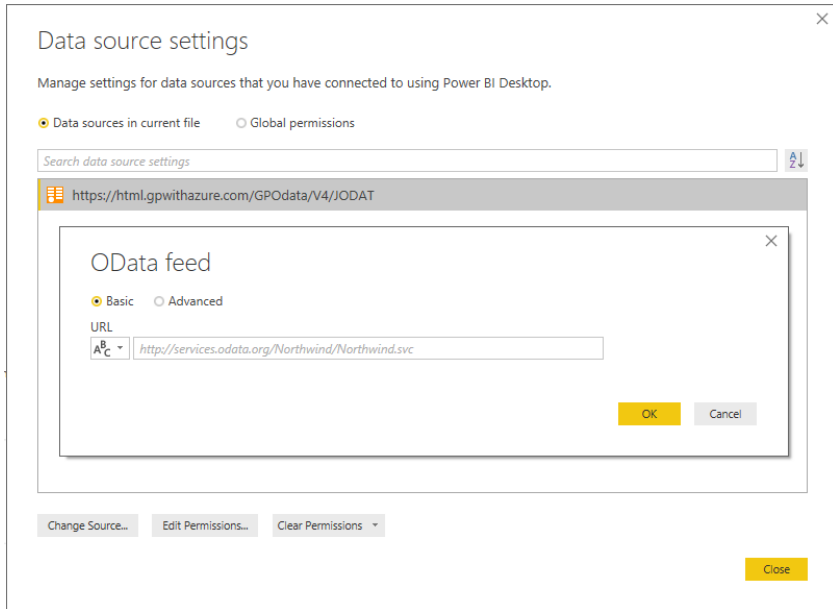 Data source settings
Manage settings for data sources that you have connected to using Power BI Desktop.
Data sources in current file Global permissions
Search data source settings
A Z
https://html.gpwithazure.com/GPOdata/V4/JODAT
OData feed
Basic Advanced
URL
ABC http://services.odata.org/Northwind/Northwind.svc
OK Cancel
Change Source... Edit Permissions... Clear Permissions
Close